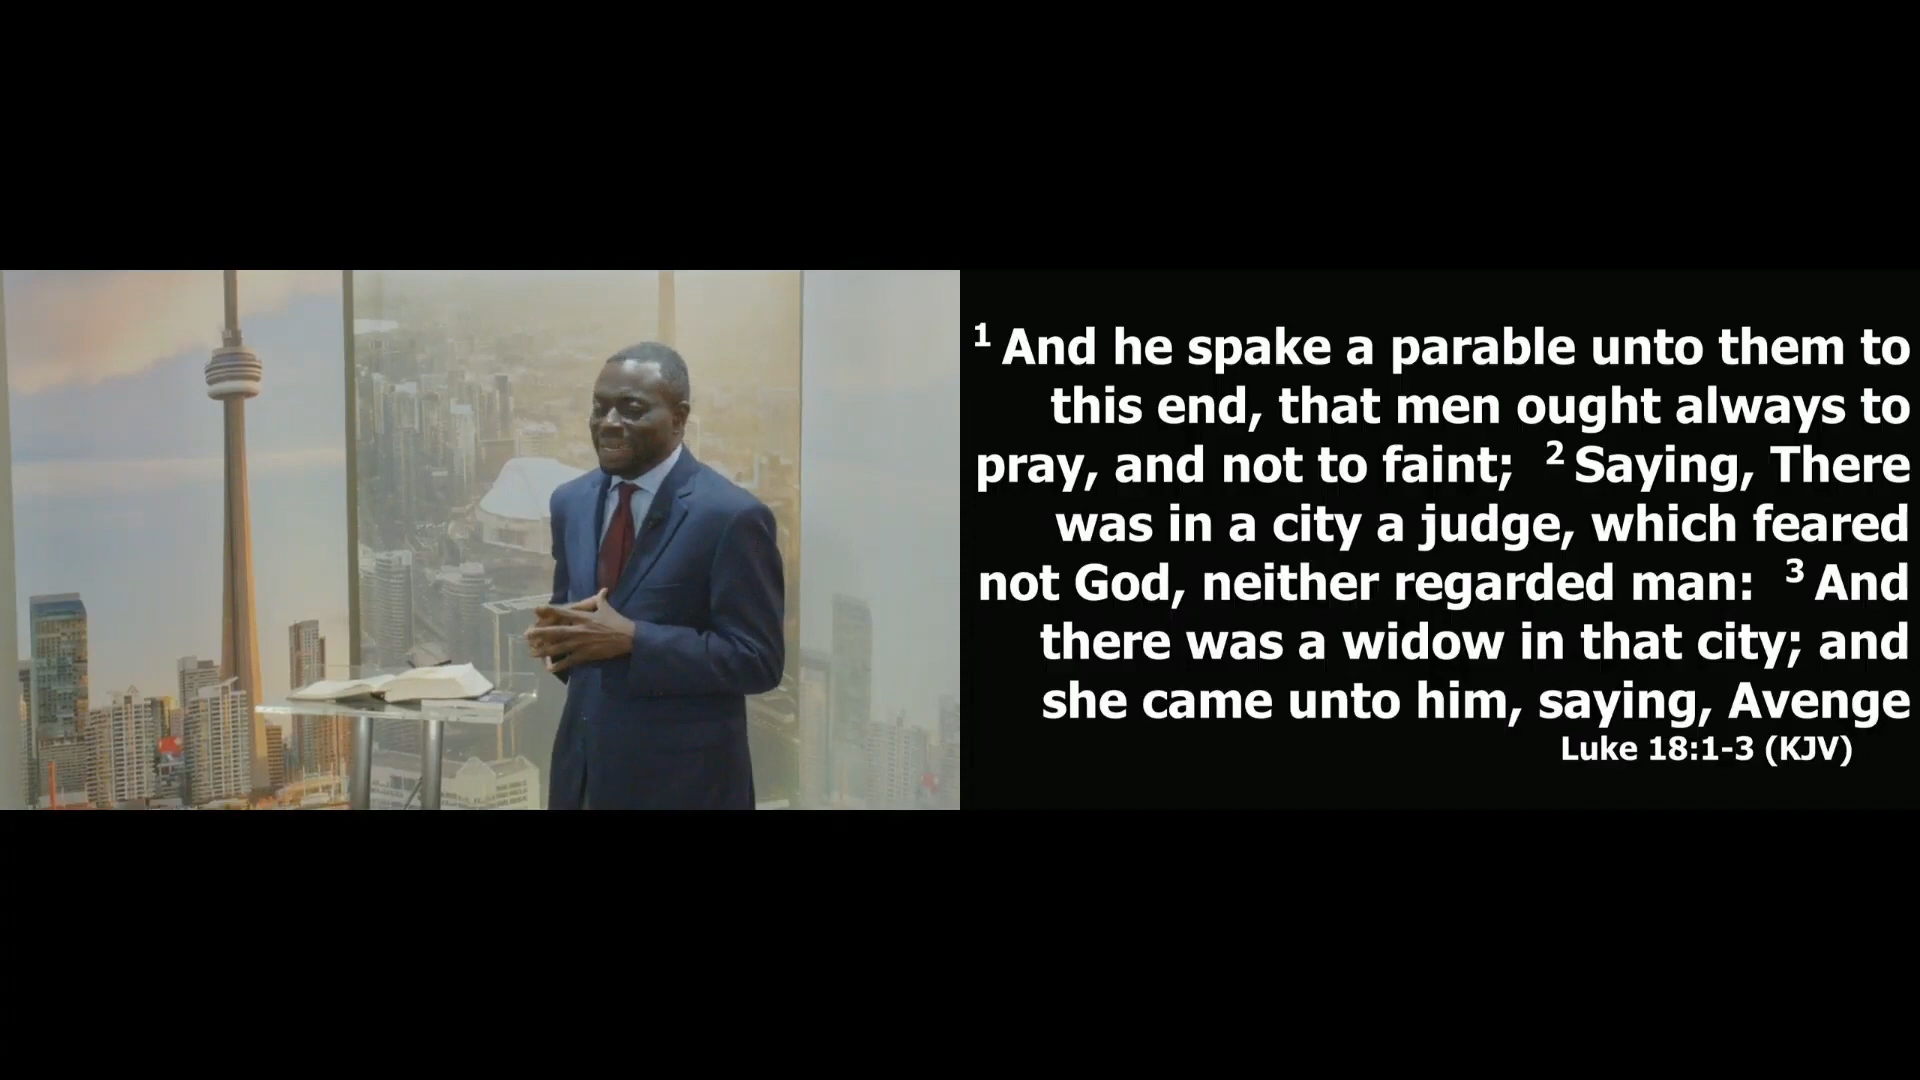 1 And he spake a parable unto them to
this end, that men ought always to
pray, and not to faint; 2 Saying, There
was in a city a judge, which feared
not God, neither regarded man: 3 And
there was a widow in that city; and
she came unto him, saying, Avenge
Luke 18:1-3 (KJV)